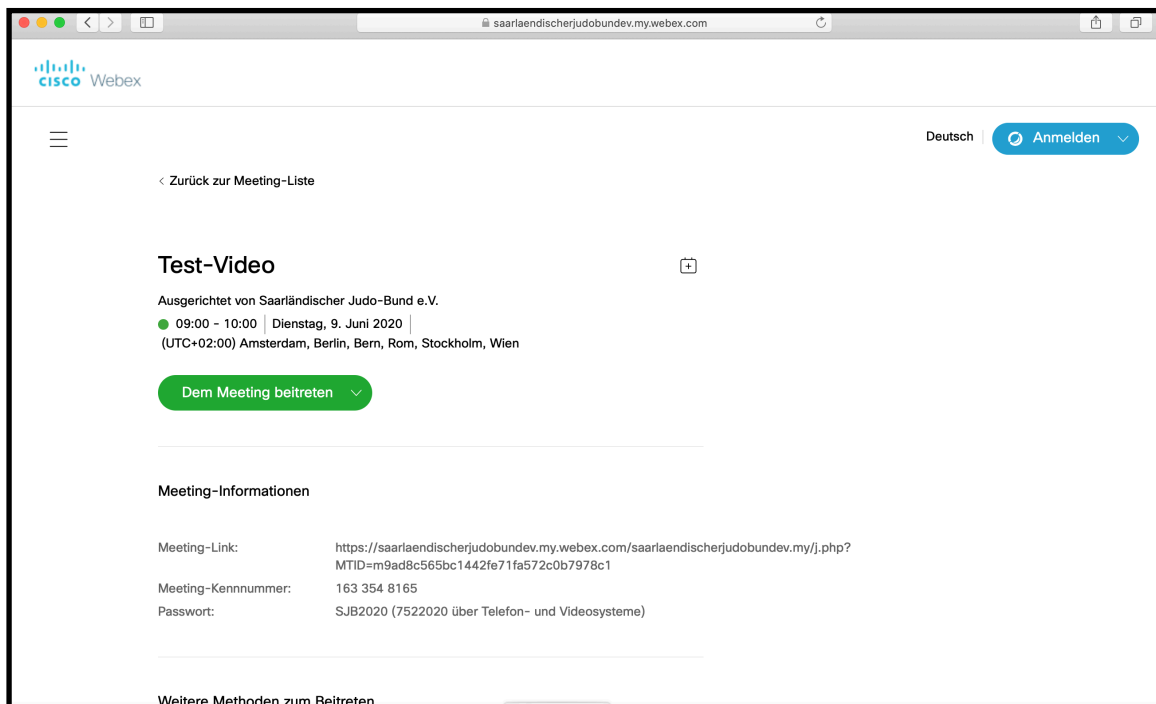 saarlaendischerjudobundev.my.webex.com
CISCO Webex
Deutsch
Anmelden
Zurück zur Meeting-Liste
Test-Video
Ausgerichtet von Saarländischer Judo-Bund e.V.
09:00 - 10:00 | Dienstag, 9. Juni 2020 |
(UTC+02:00) Amsterdam, Berlin, Bern, Rom, Stockholm, Wien
Dem Meeting beitreten
Meeting-Informationen
Meeting-Link: https://saarlaendischerjudobundev.my.webex.com/saarlaendischerjudobundev.my/j.php?
MTID=m9ad8c565bc1442fe71fa572c0b7978c1
Meeting-Kennnummer: 163 354 8165
Passwort: SJB2020 (7522020 über Telefon- und Videosysteme)
Weitere Methoden zum Beitreten